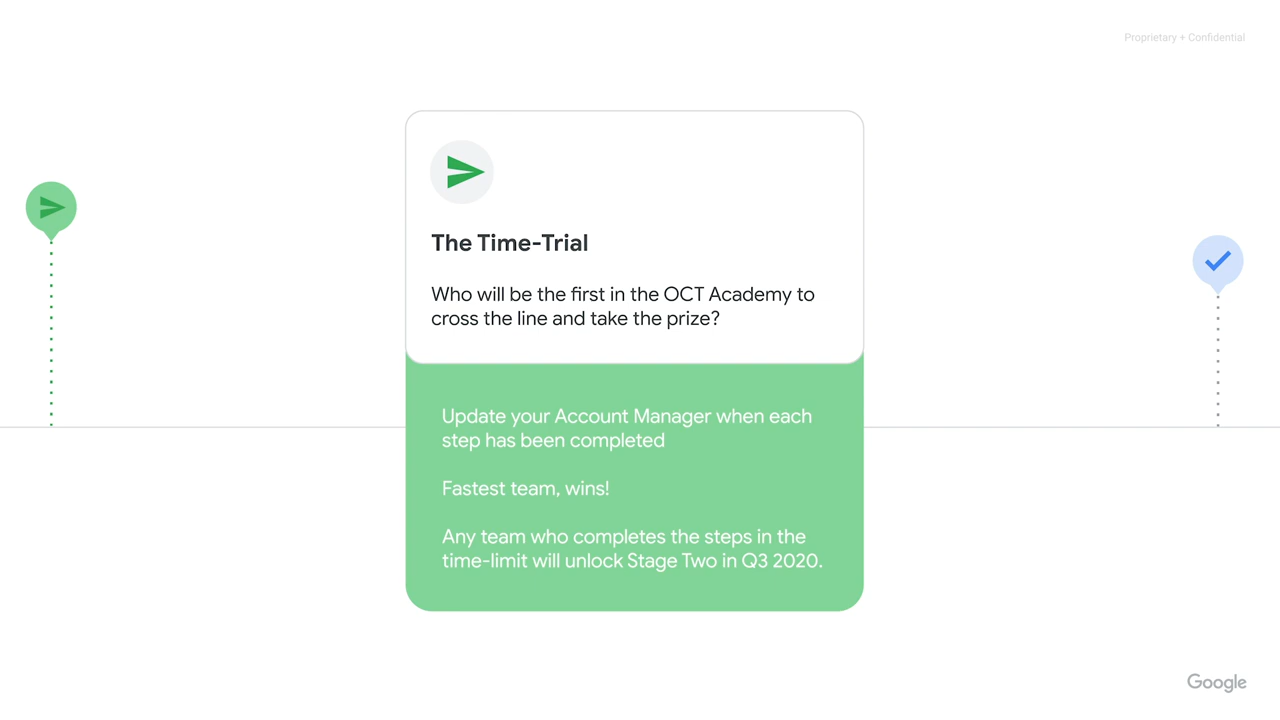 Proprietary + Confidential
The Time-Trial
Who will be the first in the OCT Academy to
cross the line and take the prize?
Update your Account Manager when each
step has been completed
Fastest team, wins!
Any team who completes the steps in the
time-limit will unlock Stage Two in Q3 2020.
Google